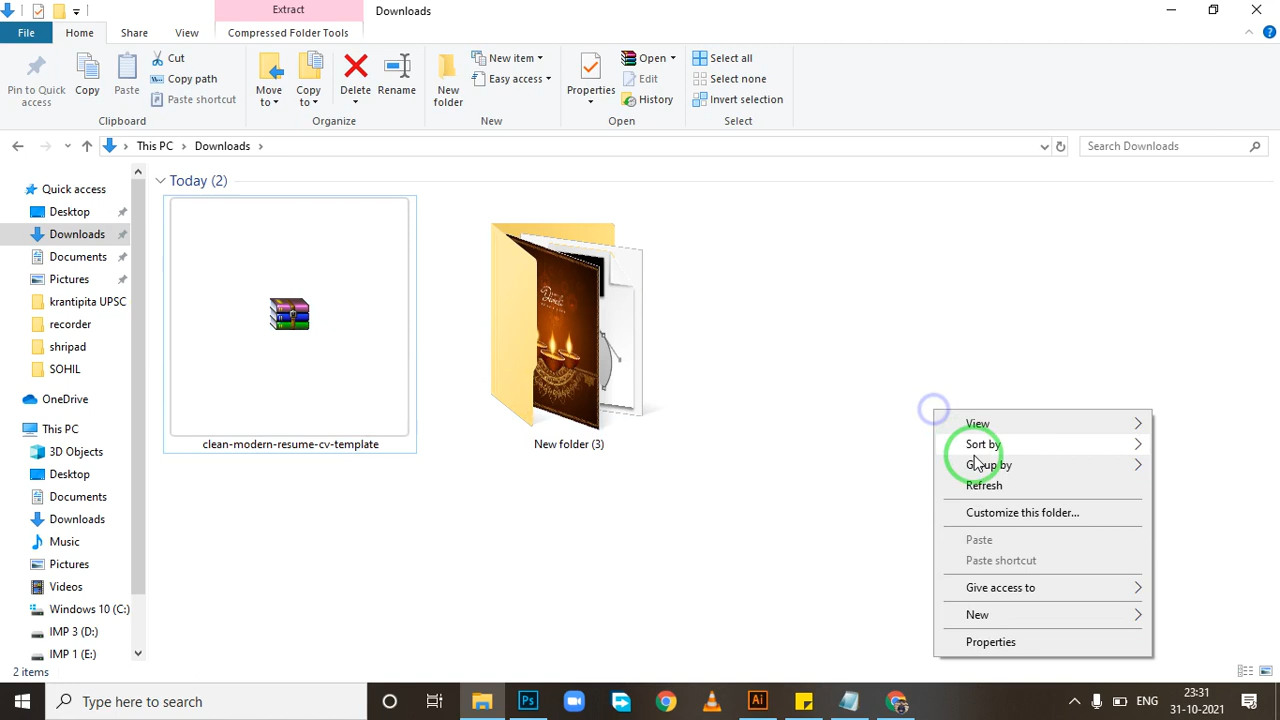 Extract
Downloads
File
Home
Share
View
Compressed Folder Tools
Pin to Quick access
Copy
Paste
Cut
Copy path
Paste shortcut
Clipboard
Move to
Copy to
Delete
Rename
Organize
New folder
New item
Easy access
New
Properties
Open
Edit
History
Open
Select all
Select none
Invert selection
Select
This PC
Downloads
Search Downloads
Quick access
Desktop
Downloads
Documents
Pictures
krantipita UPSC
recorder
shripad
SOHIL
OneDrive
This PC
3D Objects
Desktop
Documents
Downloads
Music
Pictures
Videos
Windows 10 (C:)
IMP 3 (D:)
IMP 1 (E:)
Today (2)
clean-modern-resume-cv-template
New folder (3)
View
Sort by
Group by
Refresh
Customize this folder...
Paste
Paste shortcut
Give access to
New
Properties
2 items
Type here to search
Ps
Ai
ENG
23:31
31-10-2021